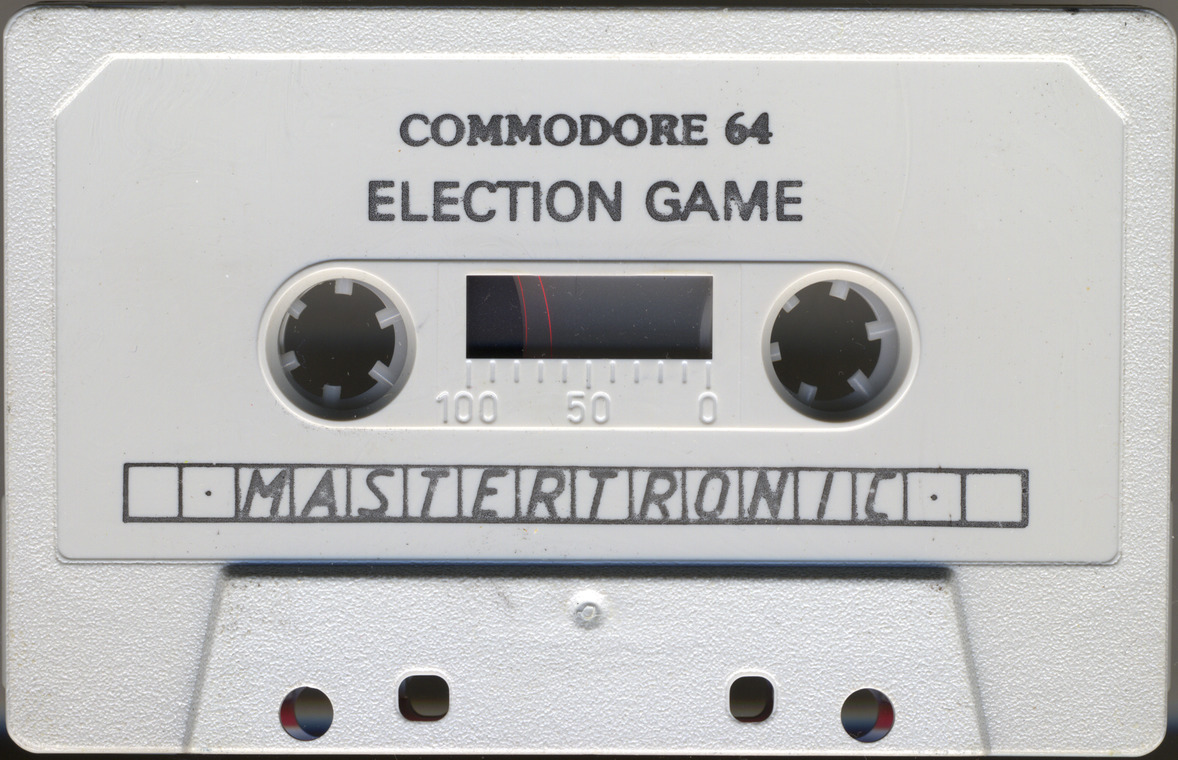 COMMODORE 64
ELECTION GAME
100 50 0
· MASTERTRONIC ·